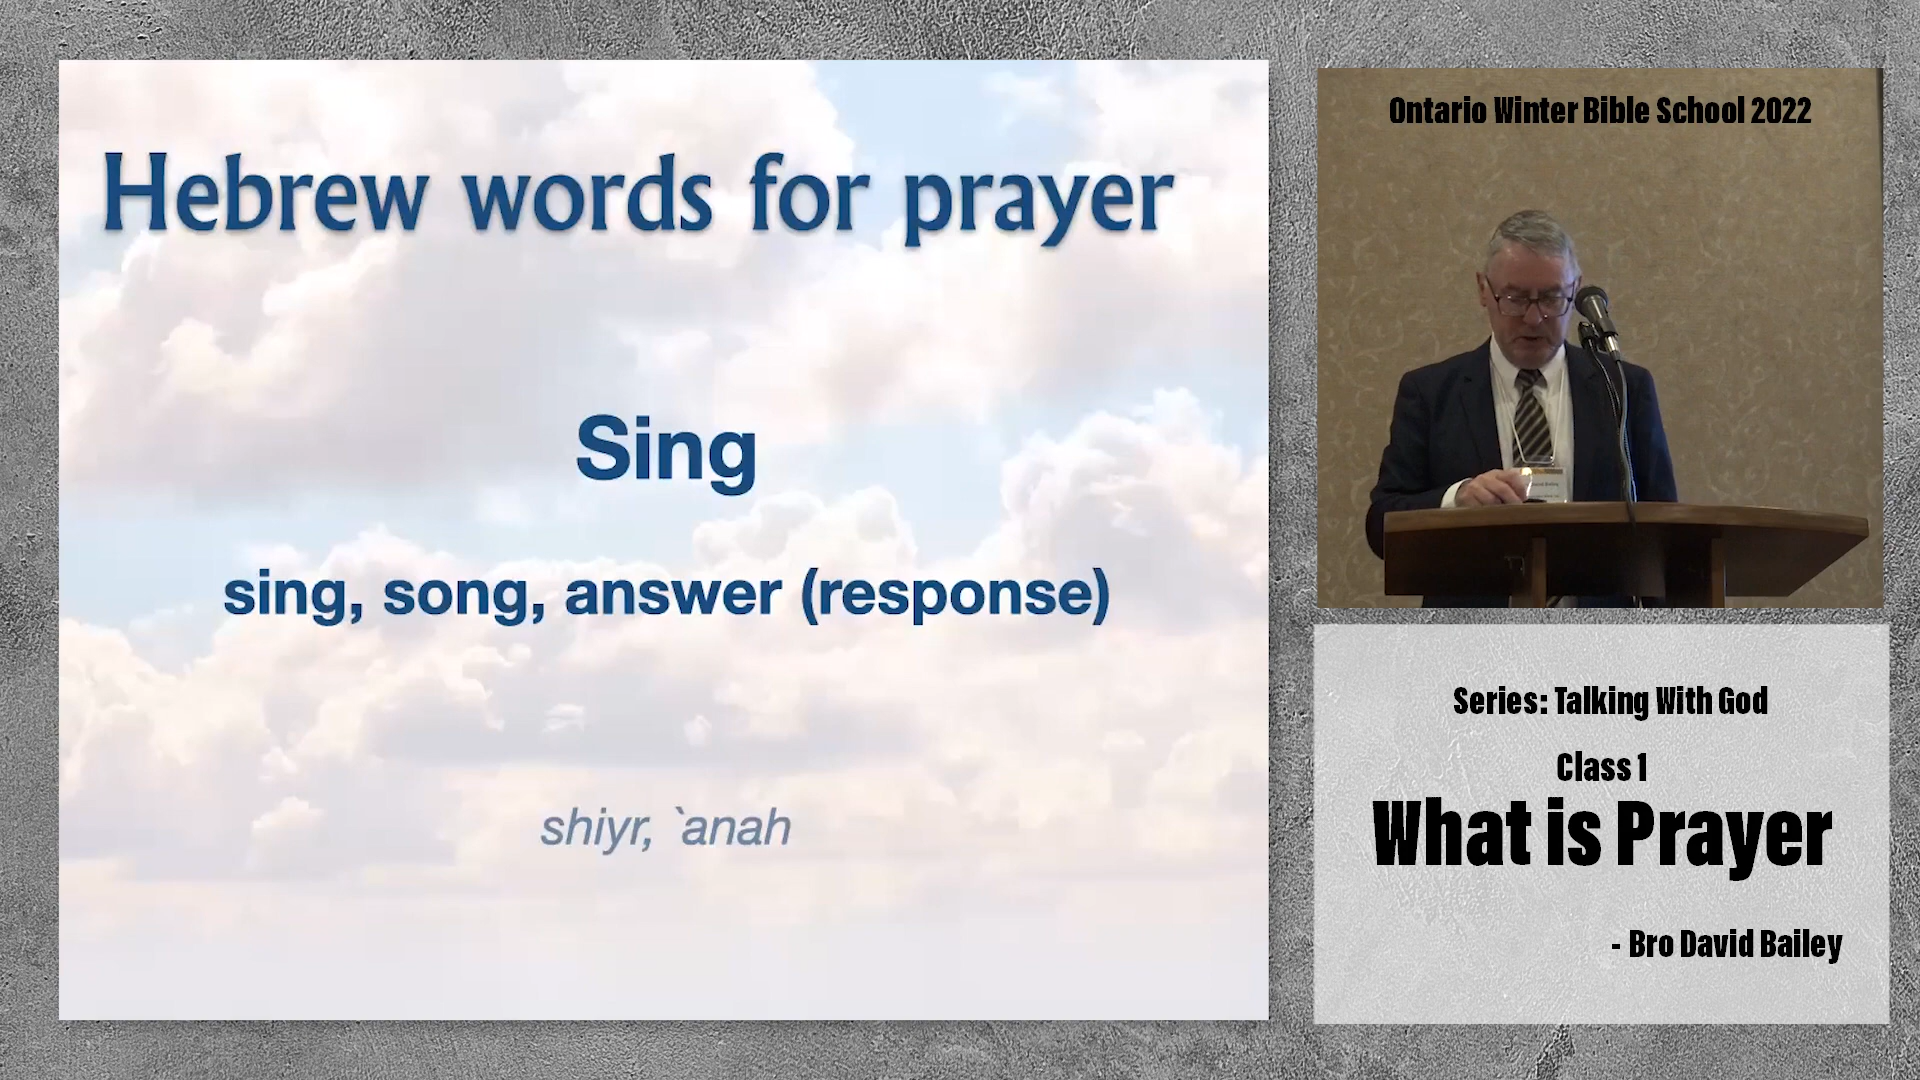 Hebrew words for prayer
Sing
sing, song, answer (response)
shiyr, `anah
Ontario Winter Bible School 2022
Series: Talking With God
Class 1
What is Prayer
- Bro David Bailey